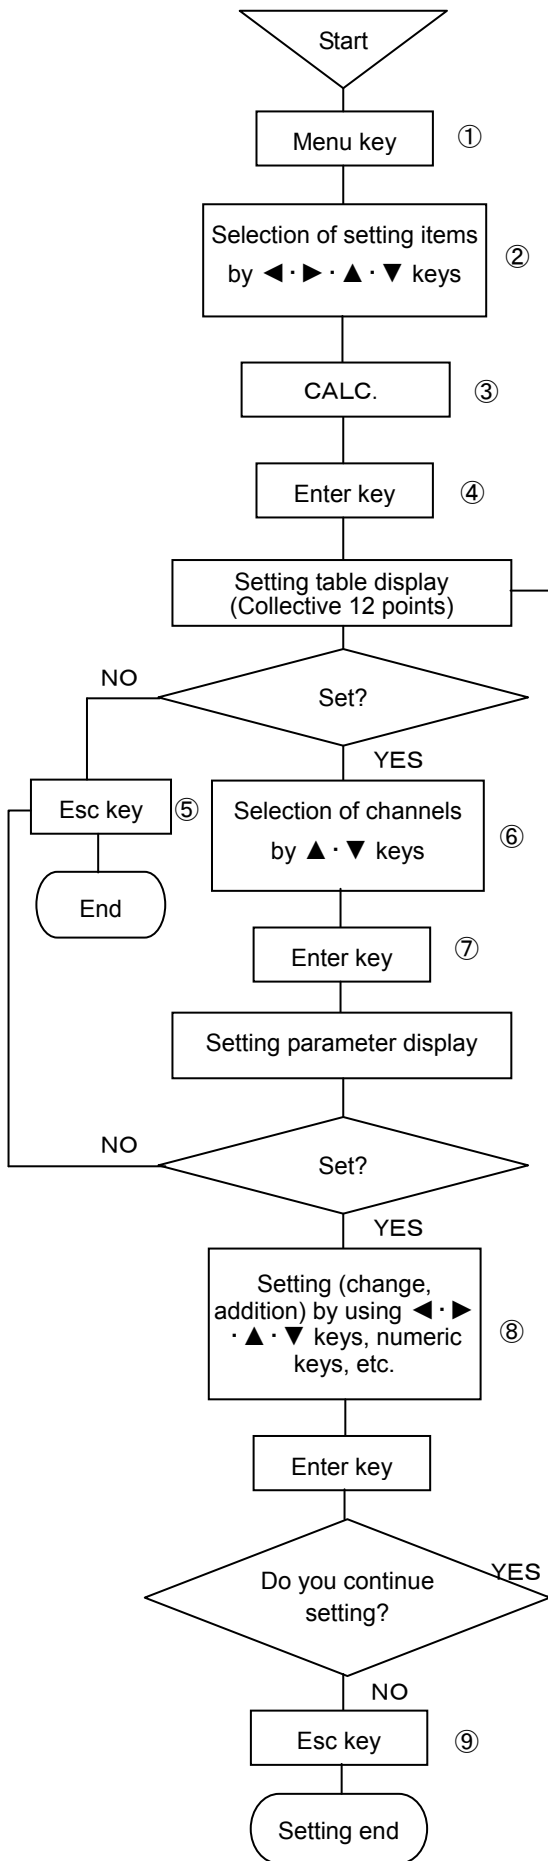 Start
Menu key ①
Selection of setting items
by ◄ · ► · ▲ · ▼ keys ②
CALC. ③
Enter key ④
Setting table display
(Collective 12 points)
NO
Set?
YES
Esc key ⑤
Selection of channels
by ▲ · ▼ keys ⑥
End
Enter key ⑦
Setting parameter display
NO
Set?
YES
Setting (change,
addition) by using ◄ · ►
· ▲ · ▼ keys, numeric
keys, etc. ⑧
Enter key
YES
Do you continue
setting?
NO
Esc key ⑨
Setting end